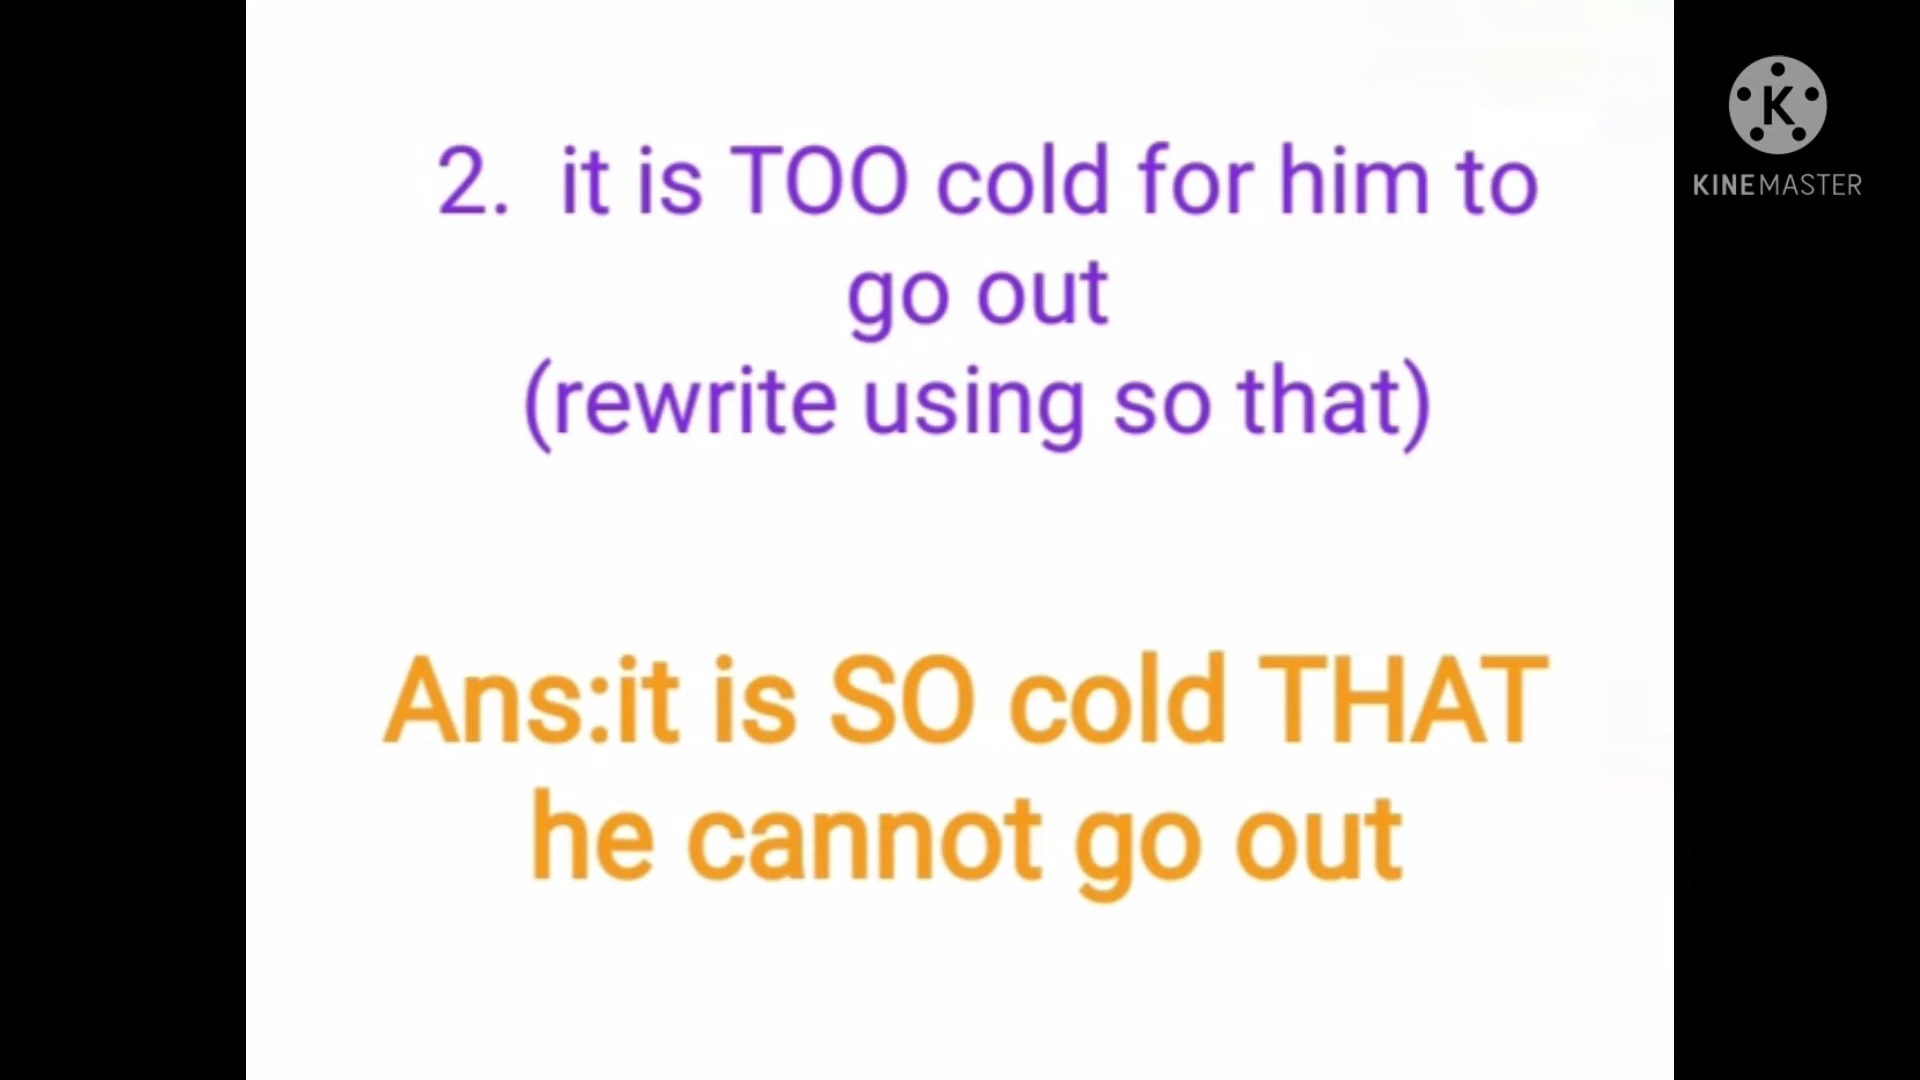 2. it is TOO cold for him to
go out
(rewrite using so that)
Ans:it is SO cold THAT
he cannot go out
K
KINEMASTER